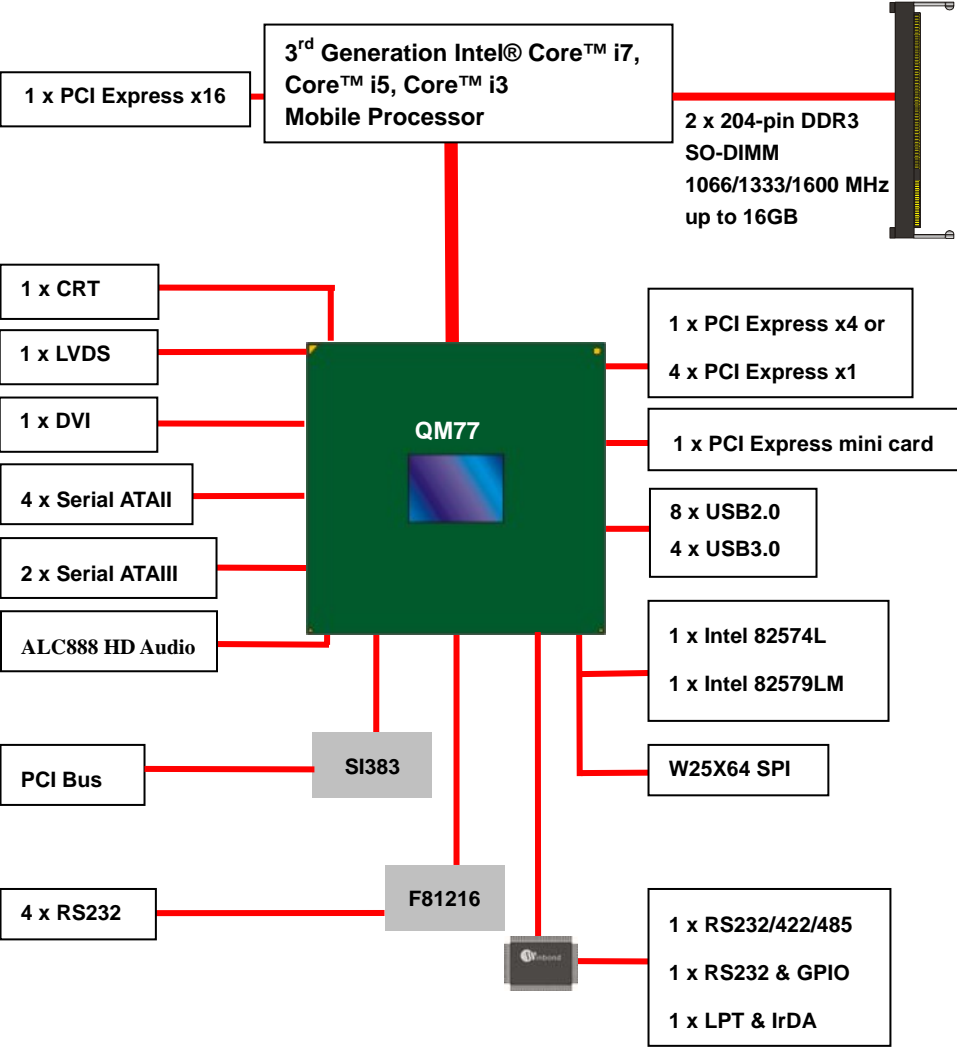 3rd Generation Intel® Core™ i7,
Core™ i5, Core™ i3
Mobile Processor
1 x PCI Express x16
2 x 204-pin DDR3
SO-DIMM
1066/1333/1600 MHz
up to 16GB
1 x CRT
1 x LVDS
1 x DVI
4 x Serial ATAII
2 x Serial ATAIII
ALC888 HD Audio
QM77
1 x PCI Express x4 or
4 x PCI Express x1
1 x PCI Express mini card
8 x USB2.0
4 x USB3.0
1 x Intel 82574L
1 x Intel 82579LM
W25X64 SPI
SI383
PCI Bus
F81216
4 x RS232
Winbond
1 x RS232/422/485
1 x RS232 & GPIO
1 x LPT & IrDA